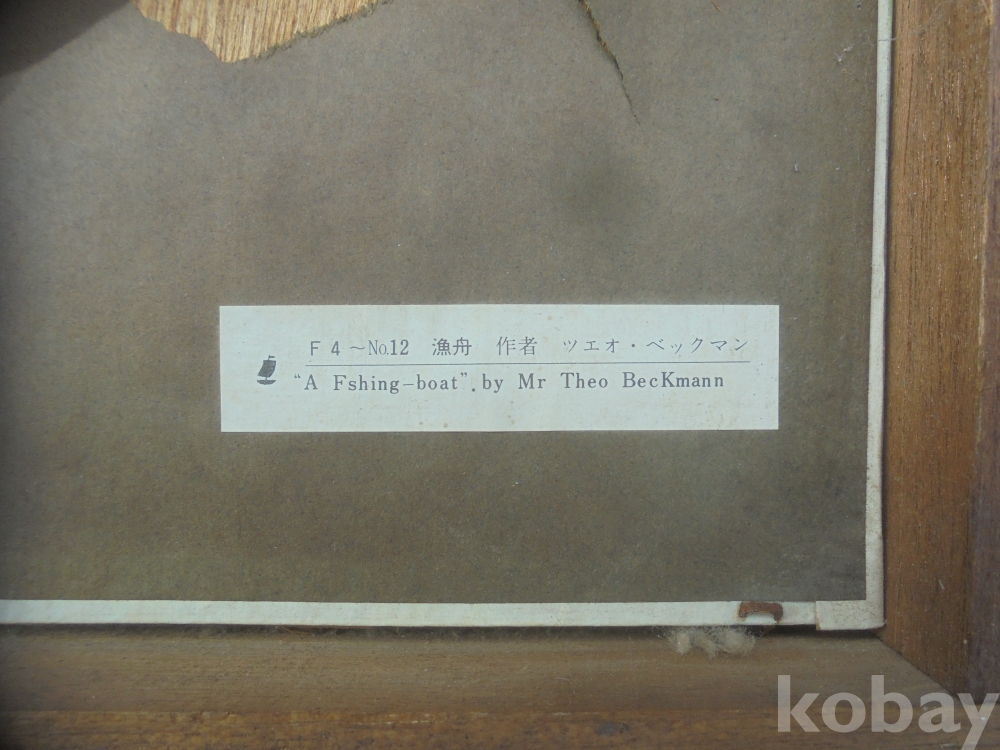 F 4 ～No.12 漁舟 作者 ツエオ・ベックマン
“A Fshing-boat”. by Mr Theo BecKmann
kobay